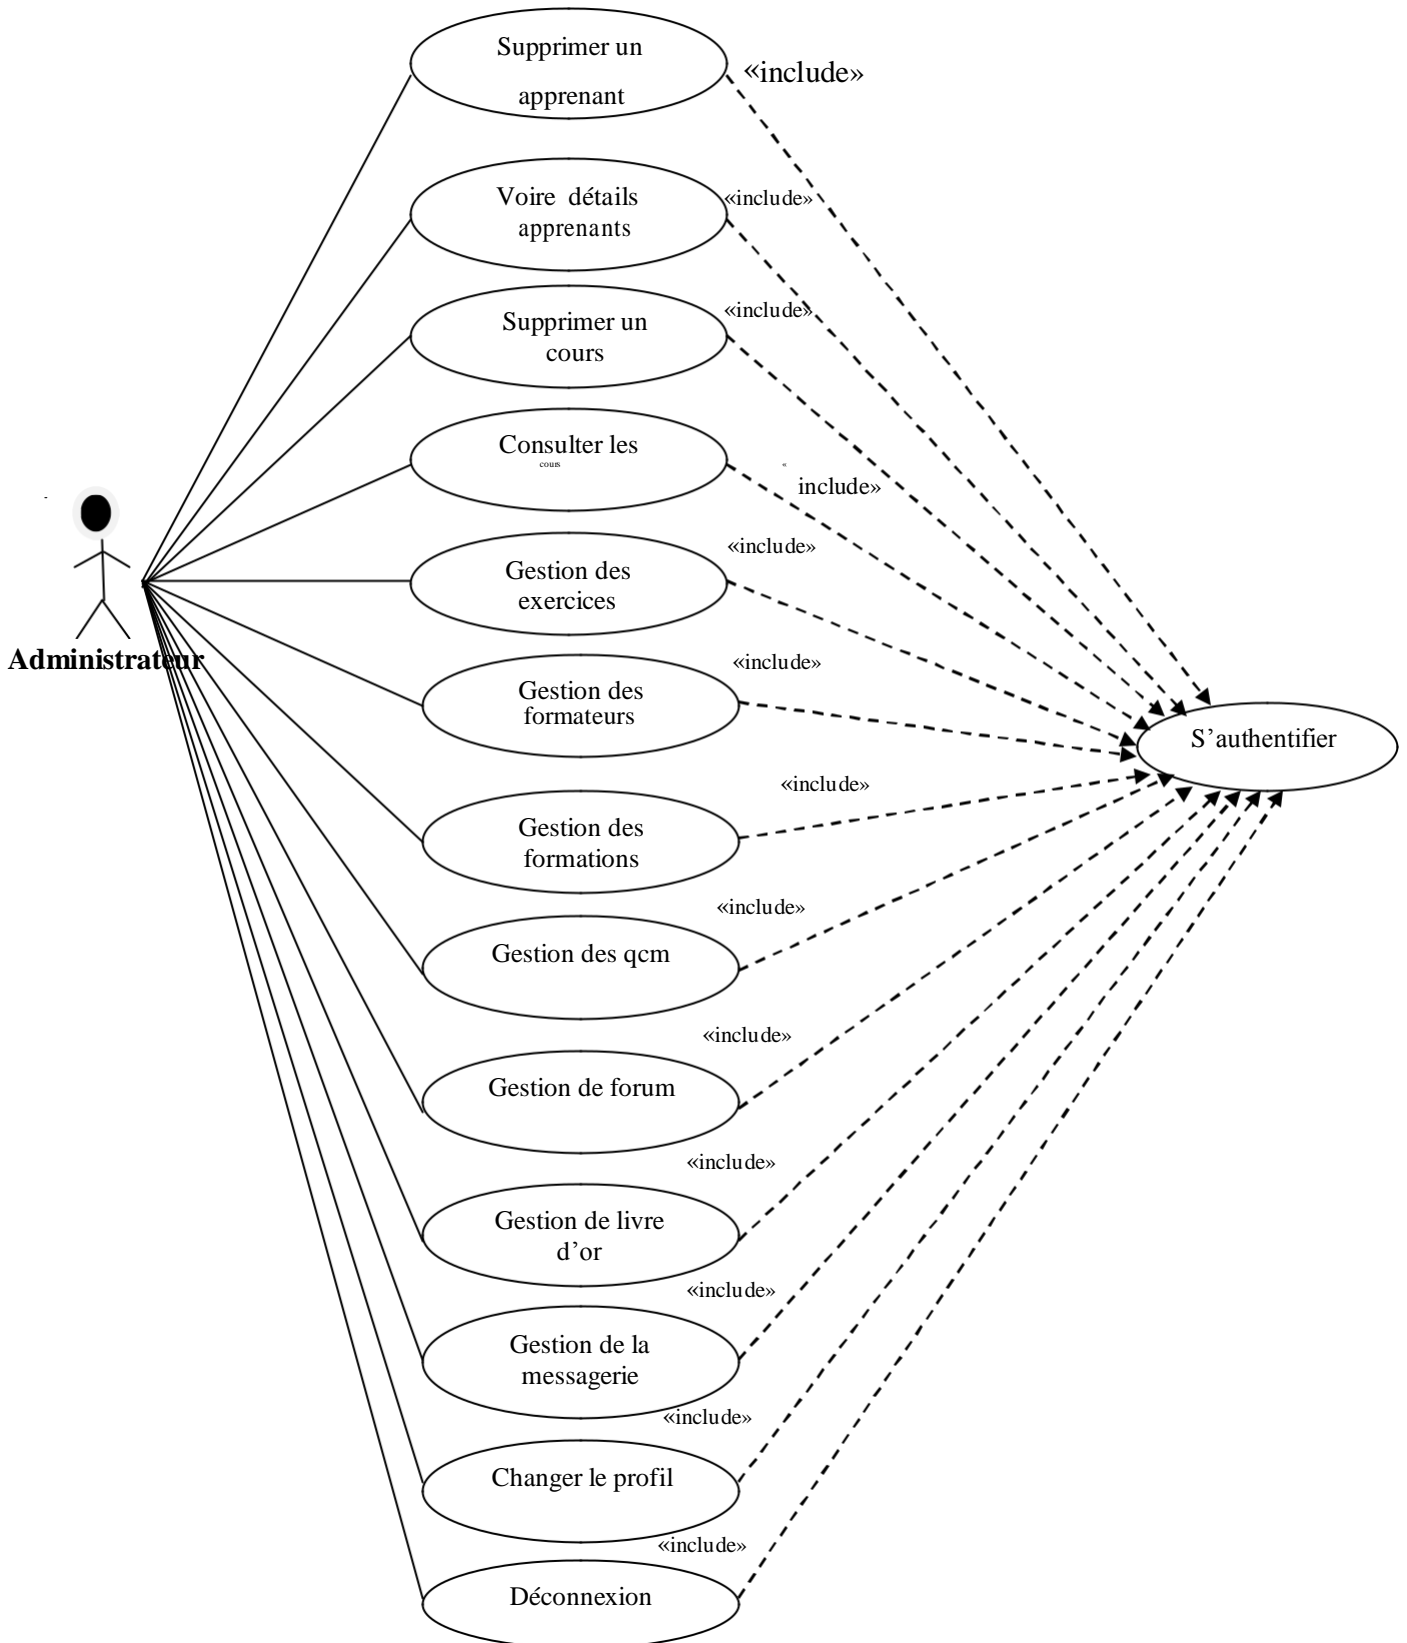 Supprimer un
apprenant
«include»
Voire  détails
apprenants
«include»
Supprimer un
cours
«include»
Consulter les
cours
«
include»
Gestion des
exercices
«include»
Administrateur
Gestion des
formateurs
«include»
S’authentifier
Gestion des
formations
«include»
Gestion des qcm
«include»
Gestion de forum
«include»
Gestion de livre
d’or
«include»
Gestion de la
messagerie
«include»
Changer le profil
«include»
Déconnexion
«include»